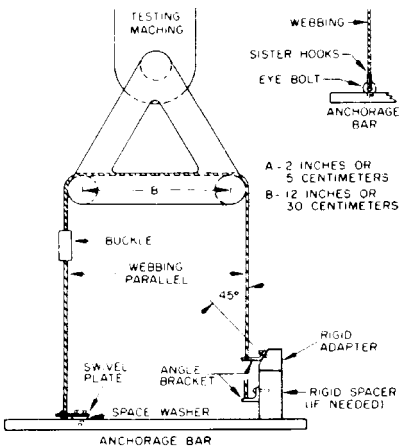 TESTING
MACHING
WEBBING
SISTER HOOKS
EYE BOLT
ANCHORAGE
BAR
A-2 INCHES OR
5 CENTIMETERS
B-12 INCHES OR
30 CENTIMETERS
B
BUCKLE
WEBBING
PARALLEL
45°
RIGID
ADAPTER
ANGLE
BRACKET
SWIVEL
PLATE
SPACE WASHER
RIGID SPACER
(IF NEEDED)
ANCHORAGE BAR